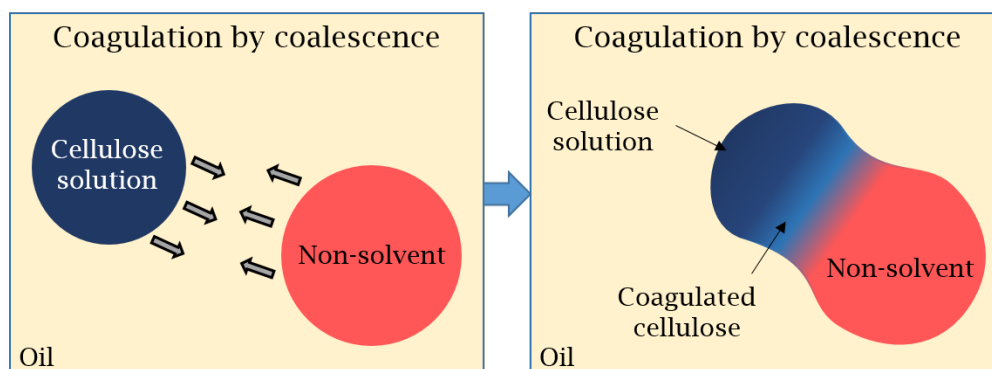 Coagulation by coalescence
Cellulose
solution
Non-solvent
Oil
Coagulation by coalescence
Cellulose
solution
Non-solvent
Coagulated
cellulose
Oil